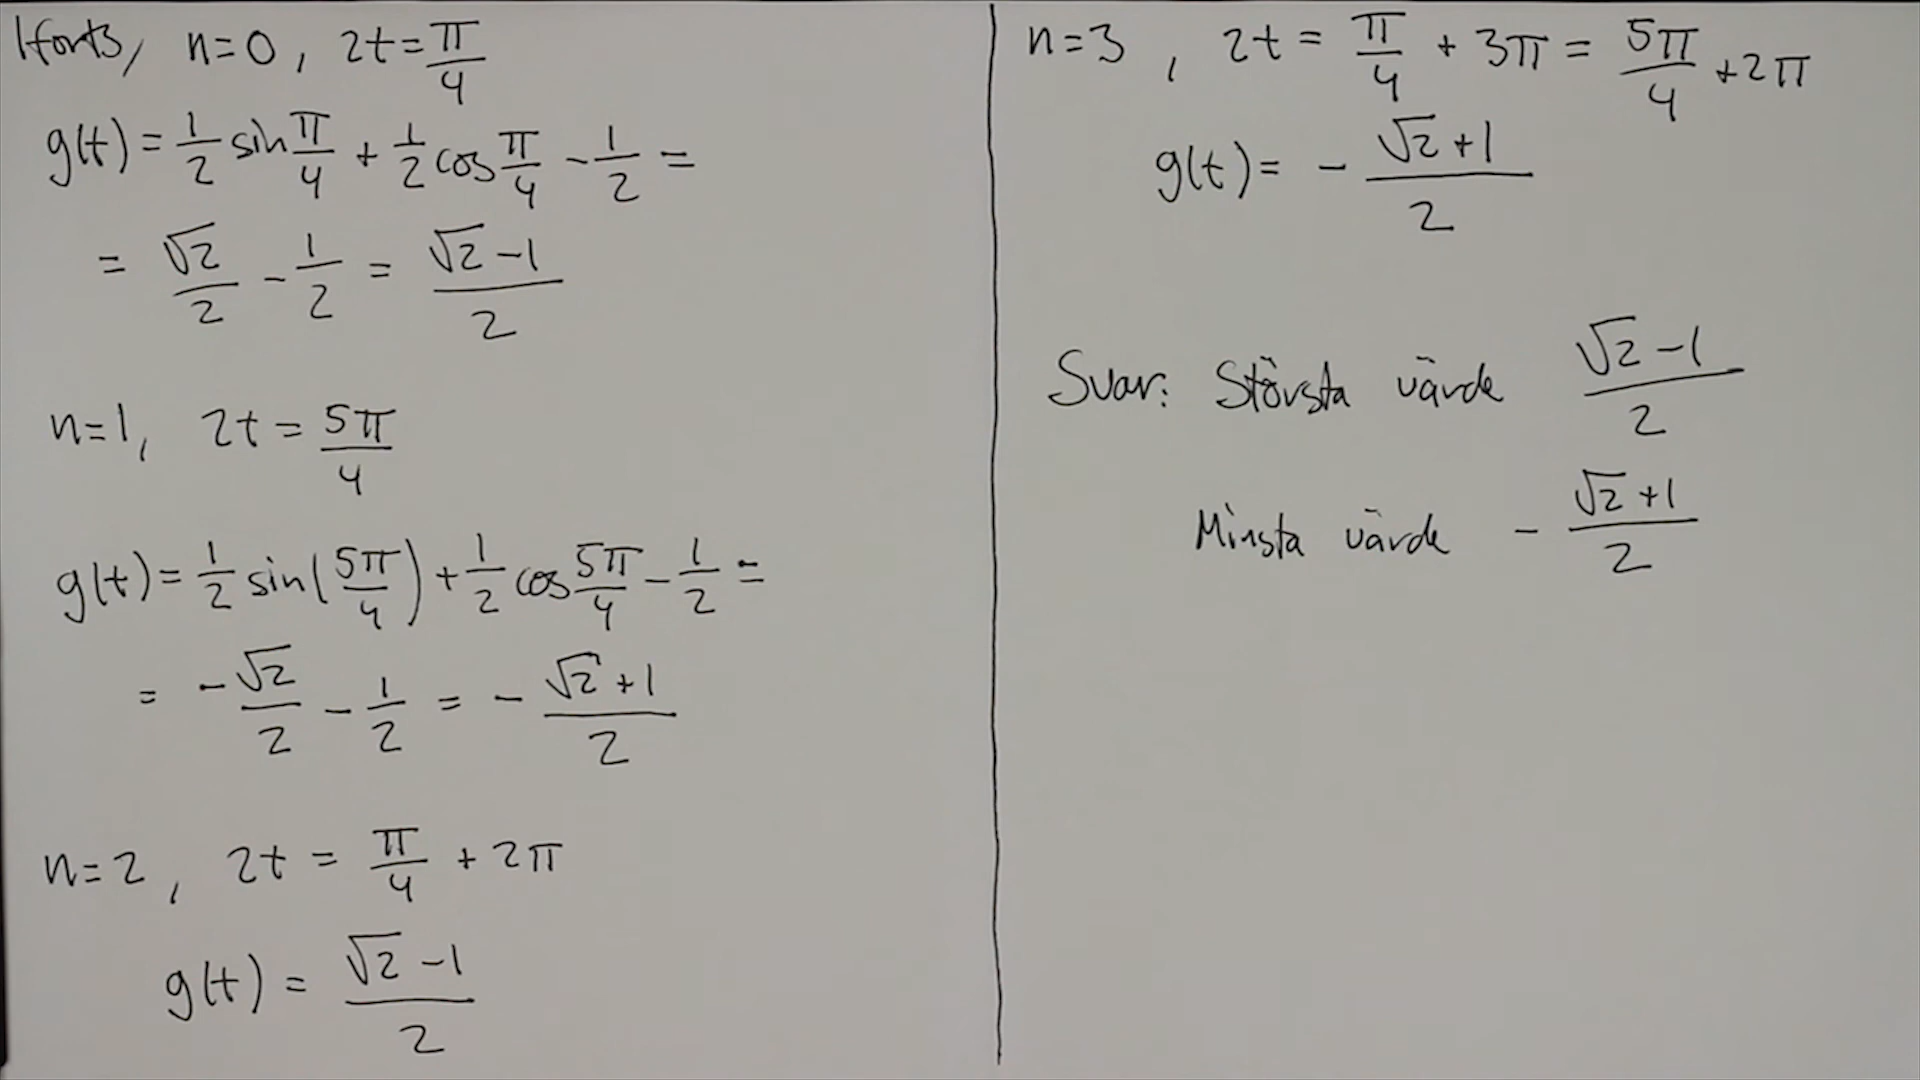 1forts, n=0, 2t = π/4
g(t) = 1/2 sin π/4 + 1/2 cos π/4 - 1/2 =
= √2/2 - 1/2 = (√2-1)/2
n=1, 2t = 5π/4
g(t) = 1/2 sin(5π/4) + 1/2 cos 5π/4 - 1/2 =
= -√2/2 - 1/2 = - (√2+1)/2
n=2, 2t = π/4 + 2π
g(t) = (√2-1)/2
n=3, 2t = π/4 + 3π = 5π/4 + 2π
g(t) = - (√2+1)/2
Svar: Största värde (√2-1)/2
Minsta värde - (√2+1)/2